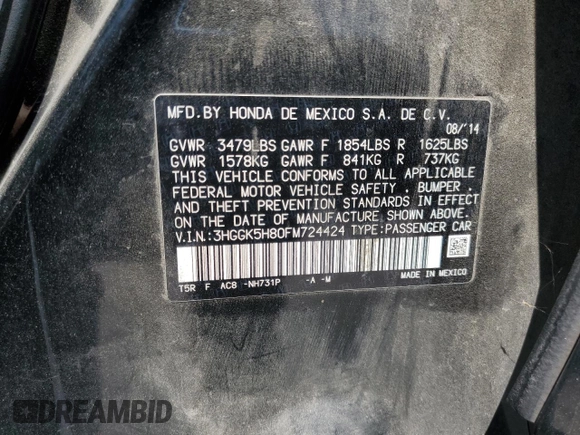 MFD.BY HONDA DE MEXICO S.A. DE C.V.
08/'14
GVWR 3479LBS GAWR F 1854LBS R 1625LBS
GVWR 1578KG GAWR F 841KG R 737KG
THIS VEHICLE CONFORMS TO ALL APPLICABLE
FEDERAL MOTOR VEHICLE SAFETY , BUMPER ,
AND THEFT PREVENTION STANDARDS IN EFFECT
ON THE DATE OF MANUFACTURE SHOWN ABOVE.
V.I.N.:3HGGK5H80FM724424 TYPE:PASSENGER CAR
T5R F AC8 -NH731P -A -M
MADE IN MEXICO
DREAMBID